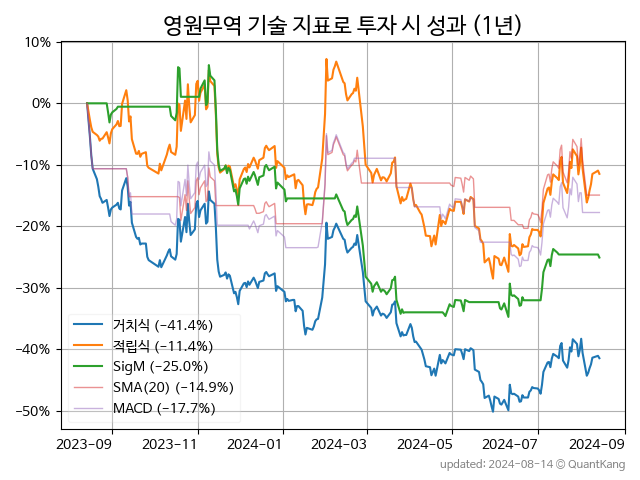 영원무역 기술 지표로 투자 시 성과 (1년)
10%
0%
−10%
−20%
−30%
−40%
−50%
거치식 (−41.4%)
적립식 (−11.4%)
SigM (−25.0%)
SMA(20) (−14.9%)
MACD (−17.7%)
2023−09 2023−11 2024−01 2024−03 2024−05 2024−07 2024−09
updated: 2024−08−14 @ QuantKang